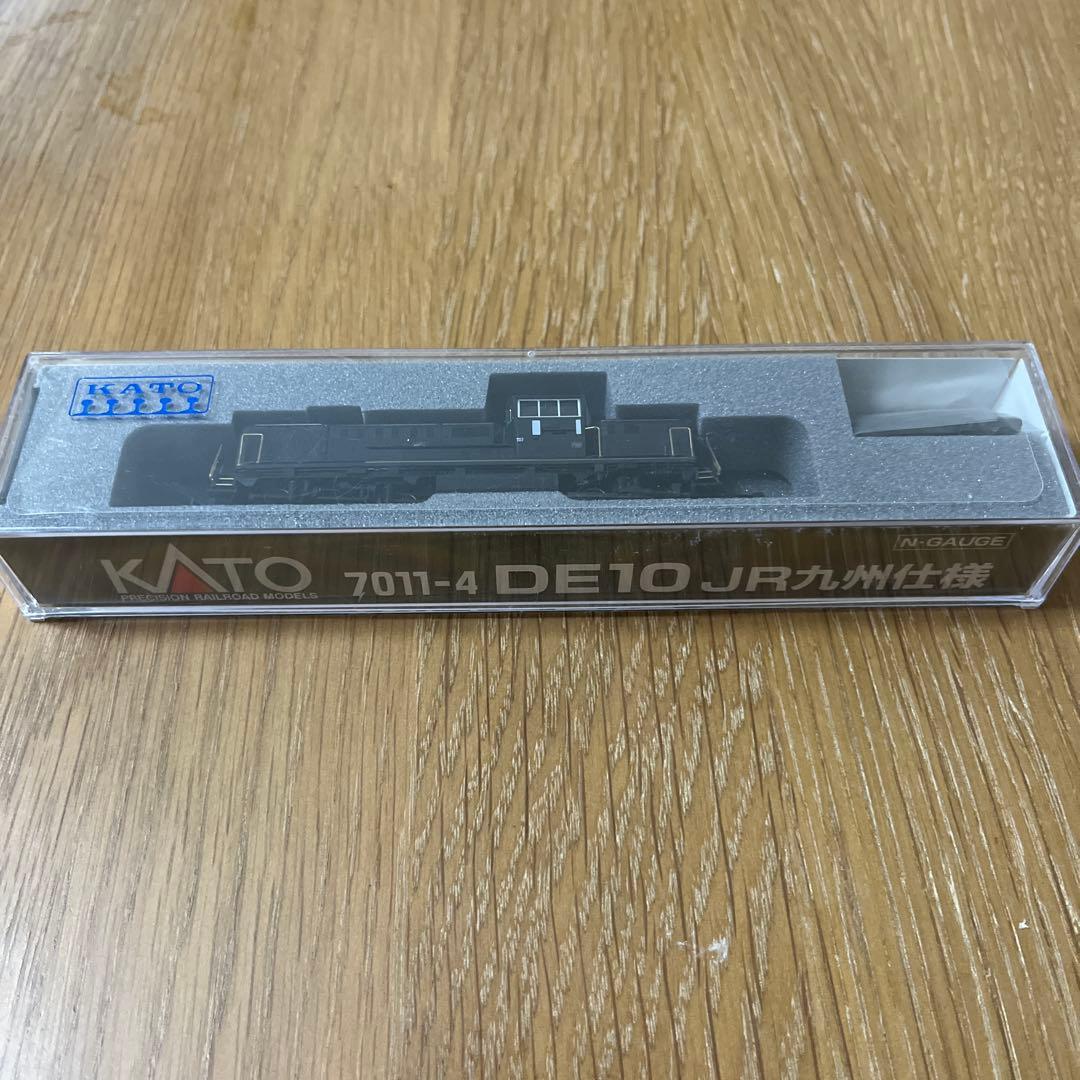 KATO
N-GAUGE
KATO 7011-4 DE10 JR九州仕様
PRECISION RAILROAD MODELS